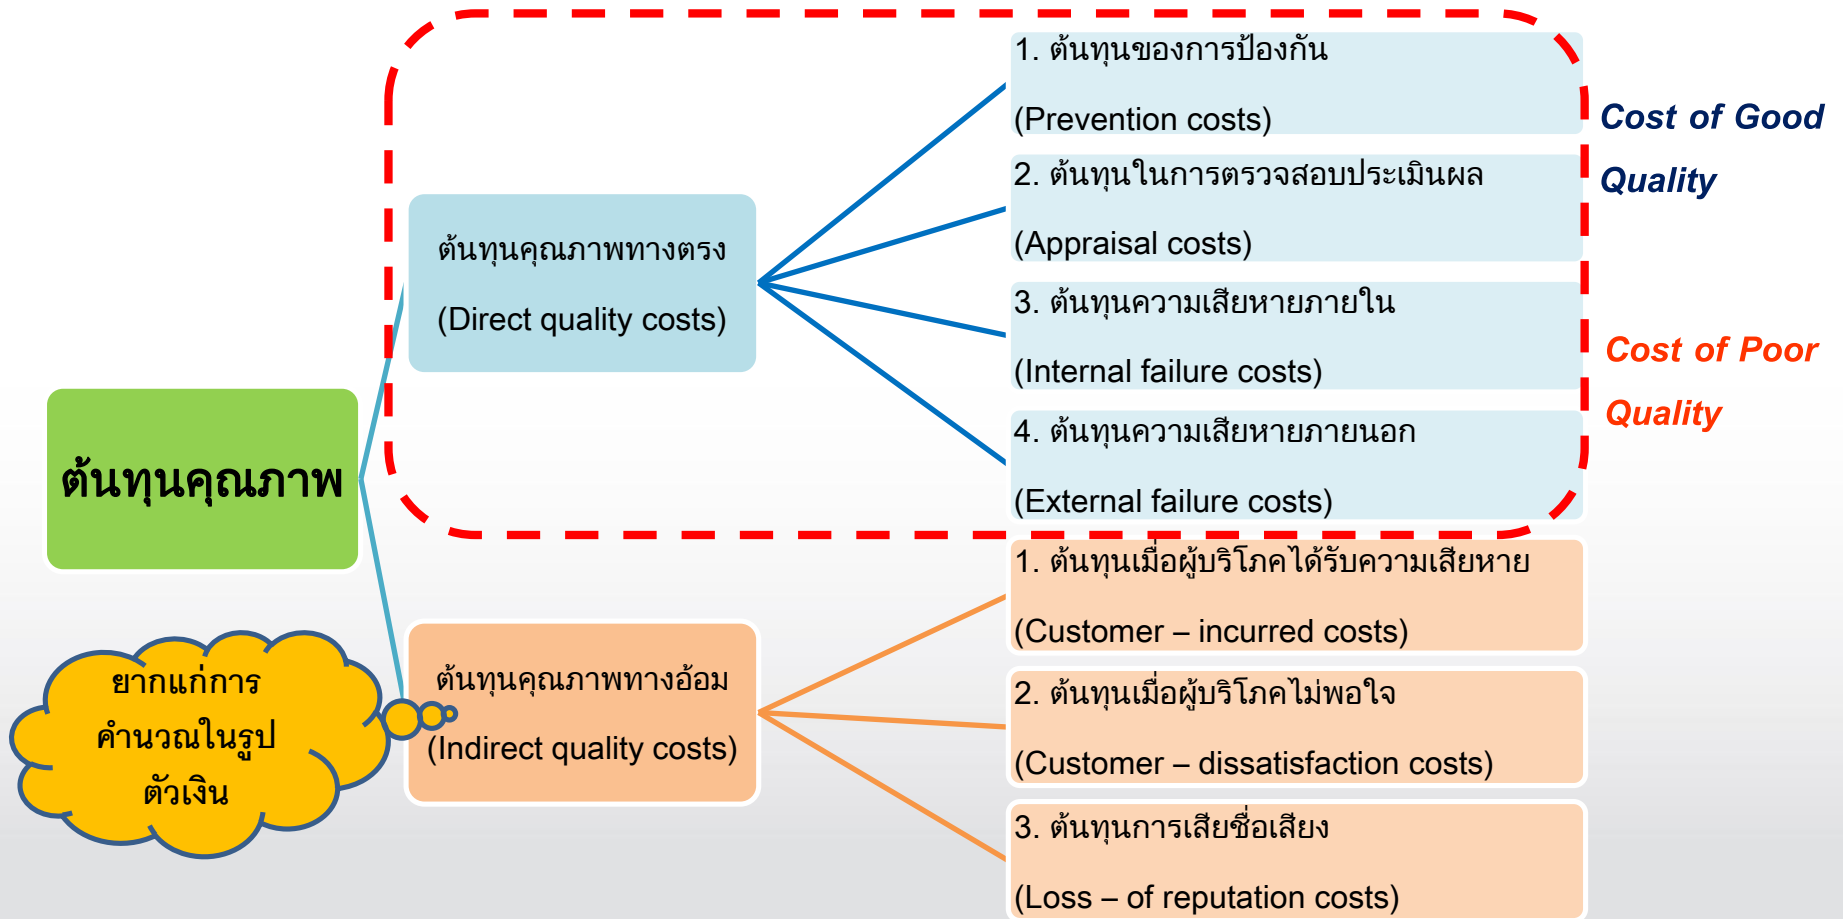 ต้นทุนคุณภาพ
ต้นทุนคุณภาพทางตรง
(Direct quality costs)
1. ต้นทุนของการป้องกัน
(Prevention costs)
2. ต้นทุนในการตรวจสอบประเมินผล
(Appraisal costs)
3. ต้นทุนความเสียหายภายใน
(Internal failure costs)
4. ต้นทุนความเสียหายภายนอก
(External failure costs)
Cost of Good
Quality
Cost of Poor
Quality
ต้นทุนคุณภาพทางอ้อม
(Indirect quality costs)
1. ต้นทุนเมื่อผู้บริโภคได้รับความเสียหาย
(Customer – incurred costs)
2. ต้นทุนเมื่อผู้บริโภคไม่พอใจ
(Customer – dissatisfaction costs)
3. ต้นทุนการเสียชื่อเสียง
(Loss – of reputation costs)
ยากแก่การ
คำนวณในรูป
ตัวเงิน